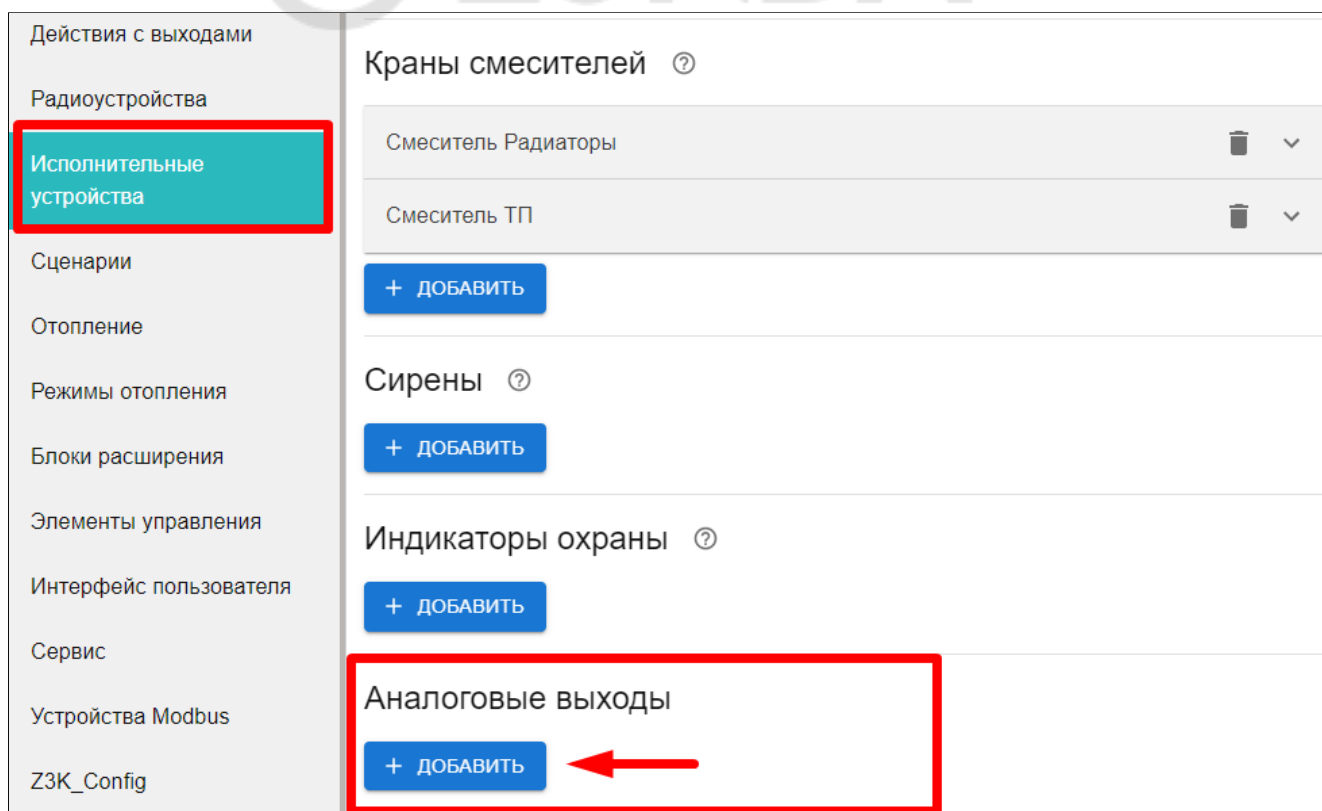 Действия с выходами
Радиоустройства
Исполнительные
устройства
Сценарии
Отопление
Режимы отопления
Блоки расширения
Элементы управления
Интерфейс пользователя
Сервис
Устройства Modbus
Z3K_Config
Краны смесителей ?
Смеситель Радиаторы
Смеситель ТП
+ ДОБАВИТЬ
Сирены ?
+ ДОБАВИТЬ
Индикаторы охраны ?
+ ДОБАВИТЬ
Аналоговые выходы
+ ДОБАВИТЬ